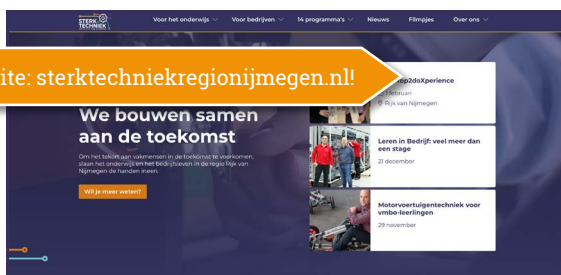 STERK
TECHNIEK
Voor het onderwijs
Voor bedrijven
14 programma's
Nieuws
Filmpjes
Over ons
ite: sterktechniekregionijmegen.nl!
We bouwen samen
aan de toekomst
Om het tekort aan vakmensen in de toekomst te voorkomen,
slaan het onderwijs en het bedrijfsleven in de regio Rijk van
Nijmegen de handen ineen.
Wil je meer weten?
op2doXperience
1 februari
Rijk van Nijmegen
Leren in Bedrijf: veel meer dan
een stage
21 december
Motorvoertuigentechniek voor
vmbo-leerlingen
29 november